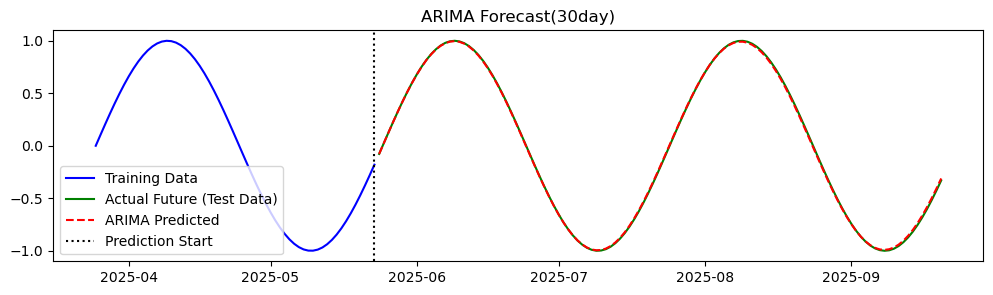 ARIMA Forecast(30day)
1.0
0.5
0.0
−0.5
−1.0
Training Data
Actual Future (Test Data)
ARIMA Predicted
Prediction Start
2025-04 2025-05 2025-06 2025-07 2025-08 2025-09